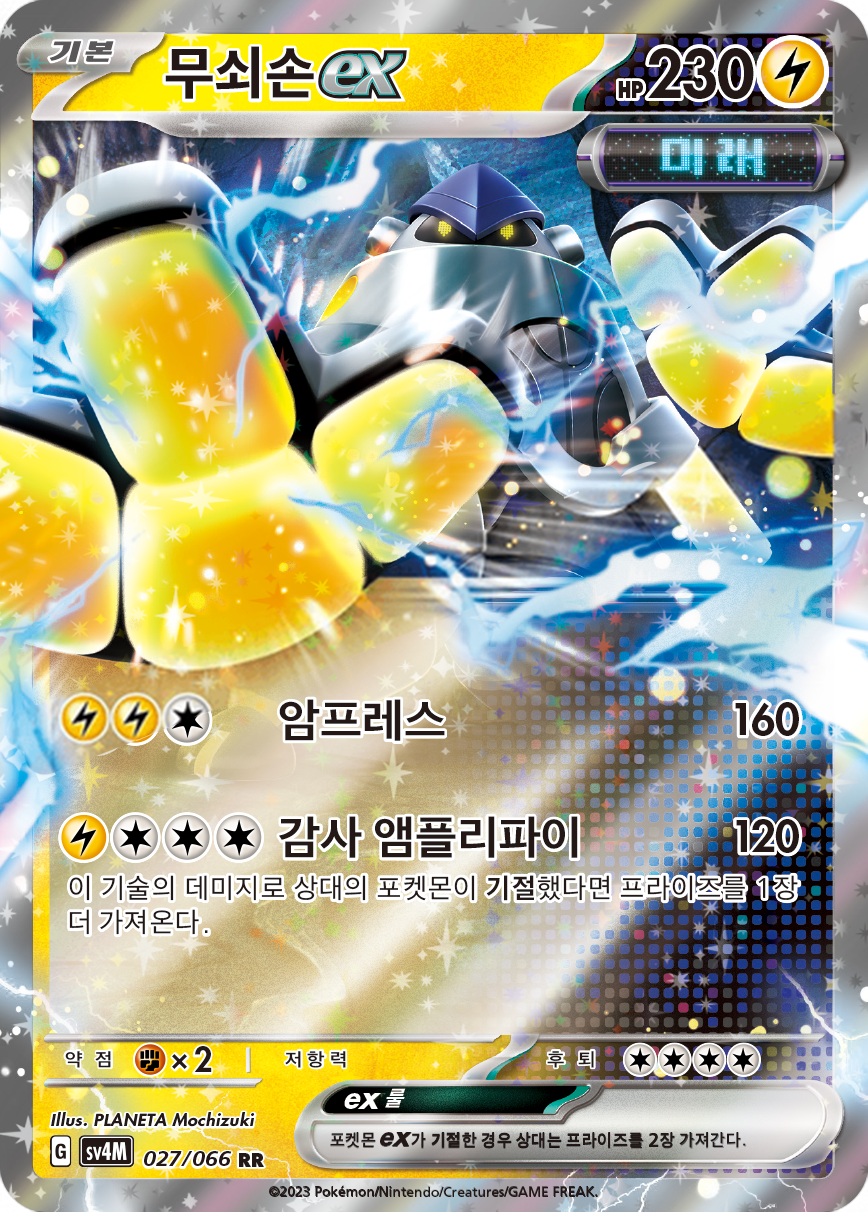 기본 무쇠손ex HP230
미래
암프레스 160
감사 앰플리파이 120
이 기술의 데미지로 상대의 포켓몬이 기절했다면 프라이즈를 1장
더 가져온다.
약점 ×2 저항력 후퇴
ex룰
포켓몬 ex가 기절한 경우 상대는 프라이즈를 2장 가져간다.
Illus. PLANETA Mochizuki
G sv4M 027/066 RR
©2023 Pokémon/Nintendo/Creatures/GAME FREAK.